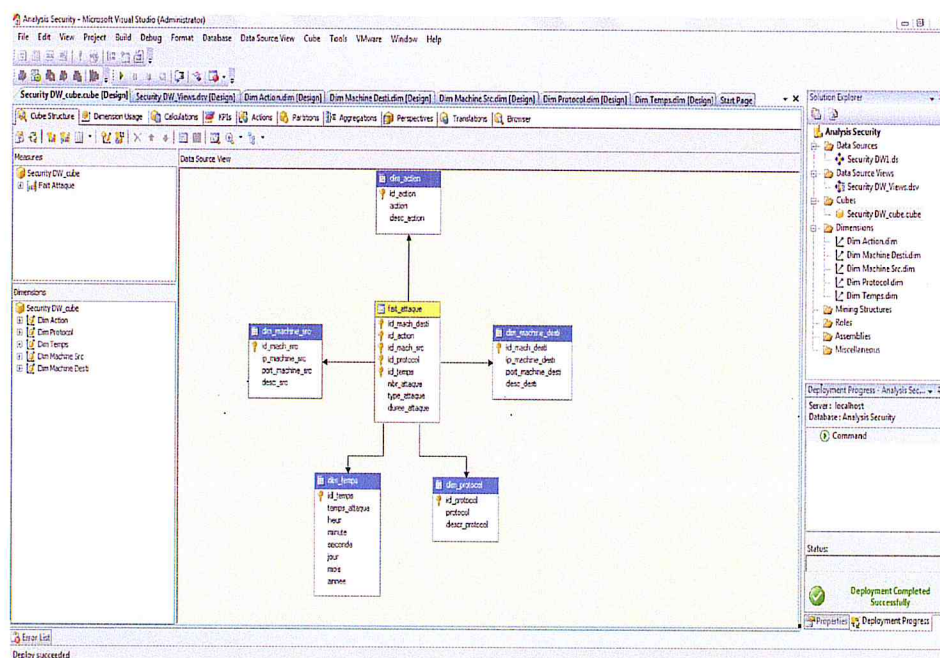 Analysis Security - Microsoft Visual Studio (Administrator)
File Edit View Project Build Debug Format Database Data Source View Cube Tools VMware Window Help
Security DW_cube.cube [Design] Security DW_Views.dsv [Design] Dim Action.dim [Design] Dim Machine Desti.dim [Design] Dim Machine Src.dim [Design] Dim Protocol.dim [Design] Dim Temps.dim [Design] Start Page
Cube Structure Dimension Usage Calculations KPIs Actions Partitions Aggregations Perspectives Translations Browser
Measures
Security DW_cube
Fait Attaque
Dimensions
Security DW_cube
Dim Action
Dim Protocol
Dim Temps
Dim Machine Src
Dim Machine Desti
Data Source View
dim_action
id_action
action
desc_action
fait_attaque
id_mach_desti
id_action
id_mach_src
id_protocol
id_temps
nbr_attaque
type_attaque
duree_attaque
dim_machine_src
id_mach_src
ip_machine_src
port_machine_src
desc_src
dim_machine_desti
id_mach_desti
ip_machine_desti
port_machine_desti
desc_desti
dim_temps
id_temps
temps_attaque
heur
minute
seconde
jour
mois
annee
dim_protocol
id_protocol
protocol
descr_protocol
Solution Explorer
Analysis Security
Data Sources
Security DW1.ds
Data Source Views
Security DW_Views.dsv
Cubes
Security DW_cube.cube
Dimensions
Dim Action.dim
Dim Machine Desti.dim
Dim Machine Src.dim
Dim Protocol.dim
Dim Temps.dim
Mining Structures
Roles
Assemblies
Miscellaneous
Deployment Progress - Analysis Sec...
Server : localhost
Database : Analysis Security
Command
Status:
Deployment Completed
Successfully
Properties Deployment Progress
Error List
Deploy succeeded